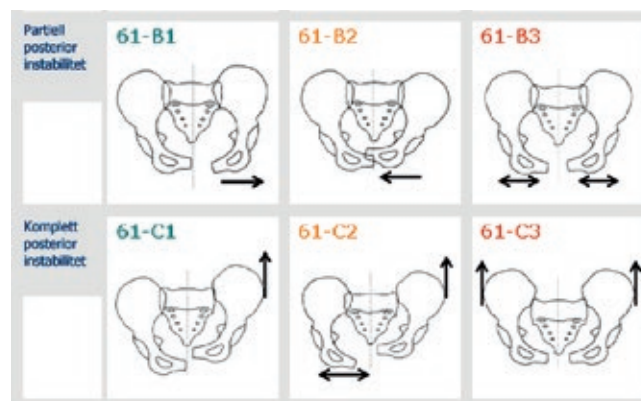 Partiell
posterior
instabilitet
61-B1
61-B2
61-B3
Komplett
posterior
instabilitet
61-C1
61-C2
61-C3